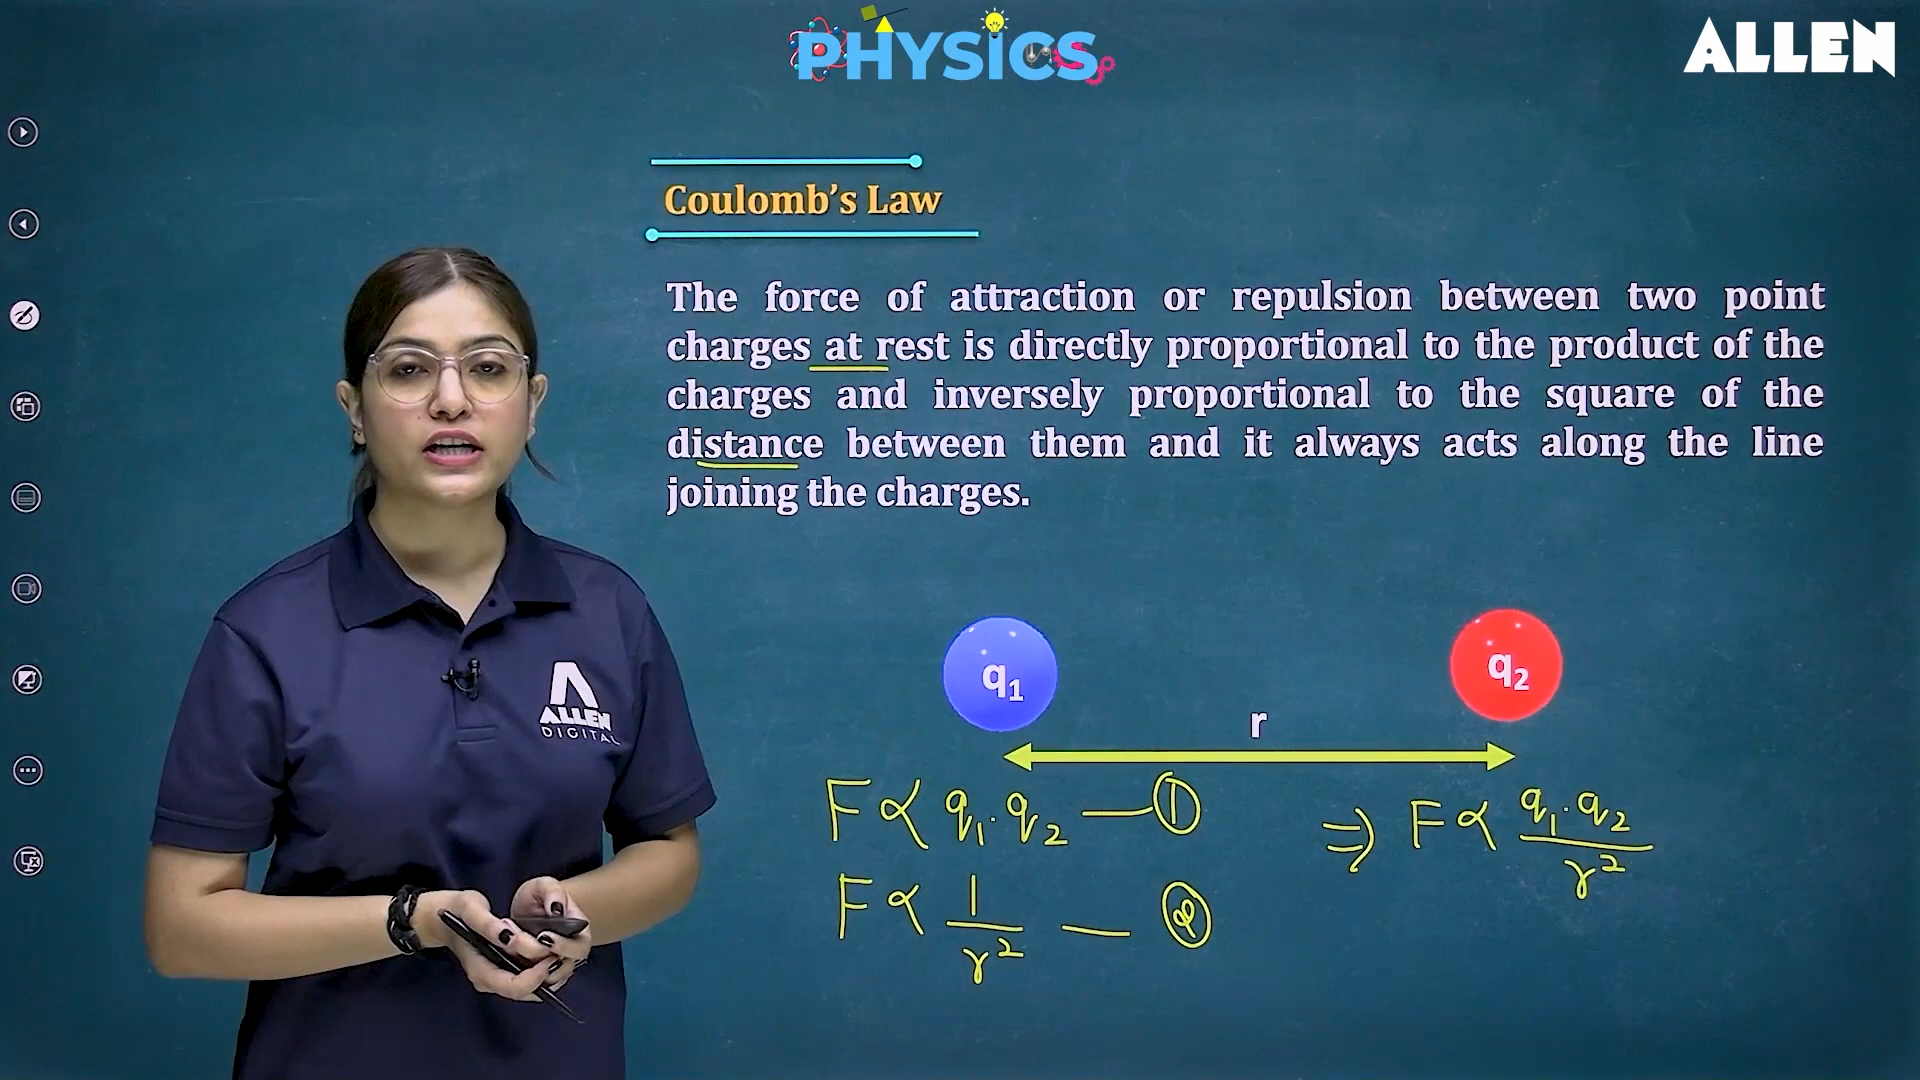 PHYSICS
ALLEN
Coulomb's Law
The force of attraction or repulsion between two point
charges at rest is directly proportional to the product of the
charges and inversely proportional to the square of the
distance between them and it always acts along the line
joining the charges.
q₁
q₂
r
F ∝ q₁.q₂ — ①
⇒ F ∝ q₁.q₂/r²
F ∝ 1/r² — ②
ALLEN
DIGITAL